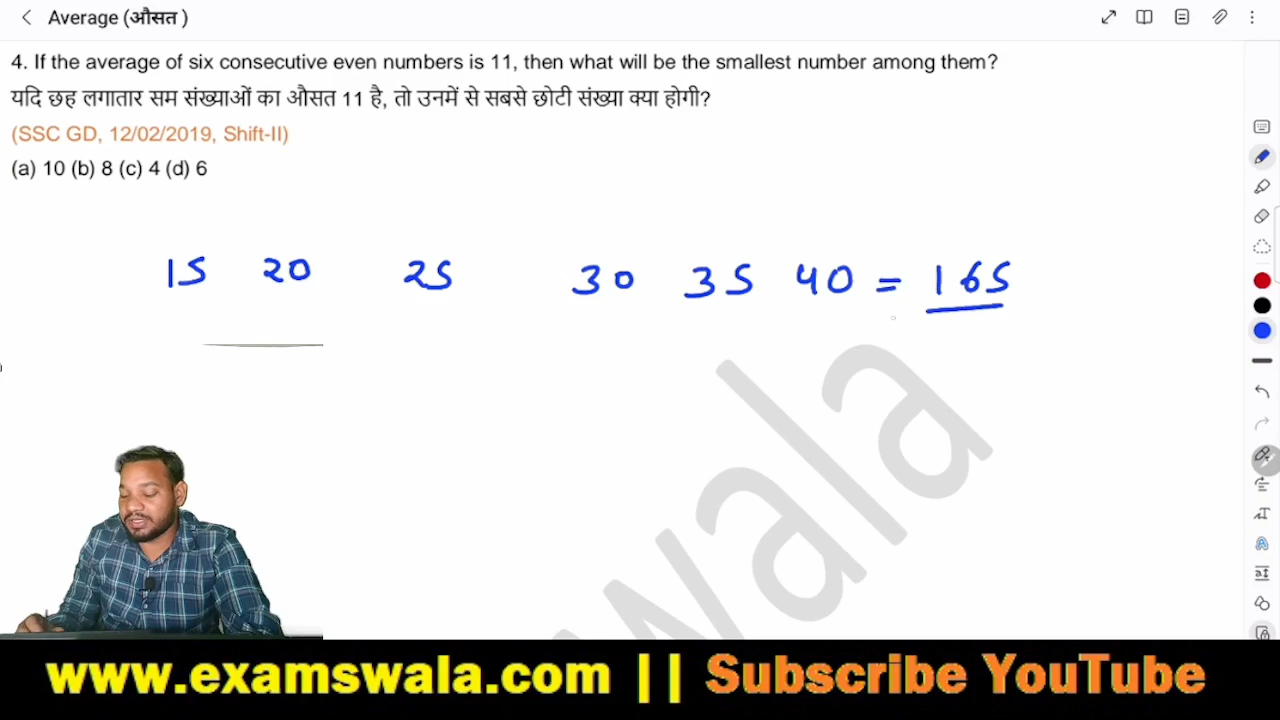 Average (औसत )
4. If the average of six consecutive even numbers is 11, then what will be the smallest number among them?
यदि छह लगातार सम संख्याओं का औसत 11 है, तो उनमें से सबसे छोटी संख्या क्या होगी?
(SSC GD, 12/02/2019, Shift-II)
(a) 10 (b) 8 (c) 4 (d) 6
15 20 25 30 35 40 = 165
wala
www.examswala.com || Subscribe YouTube